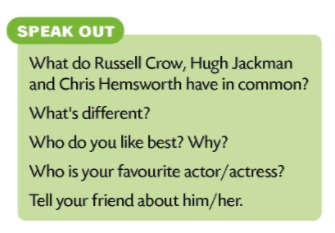 SPEAK OUT
What do Russell Crow, Hugh Jackman
and Chris Hemsworth have in common?
What's different?
Who do you like best? Why?
Who is your favourite actor/actress?
Tell your friend about him/her.